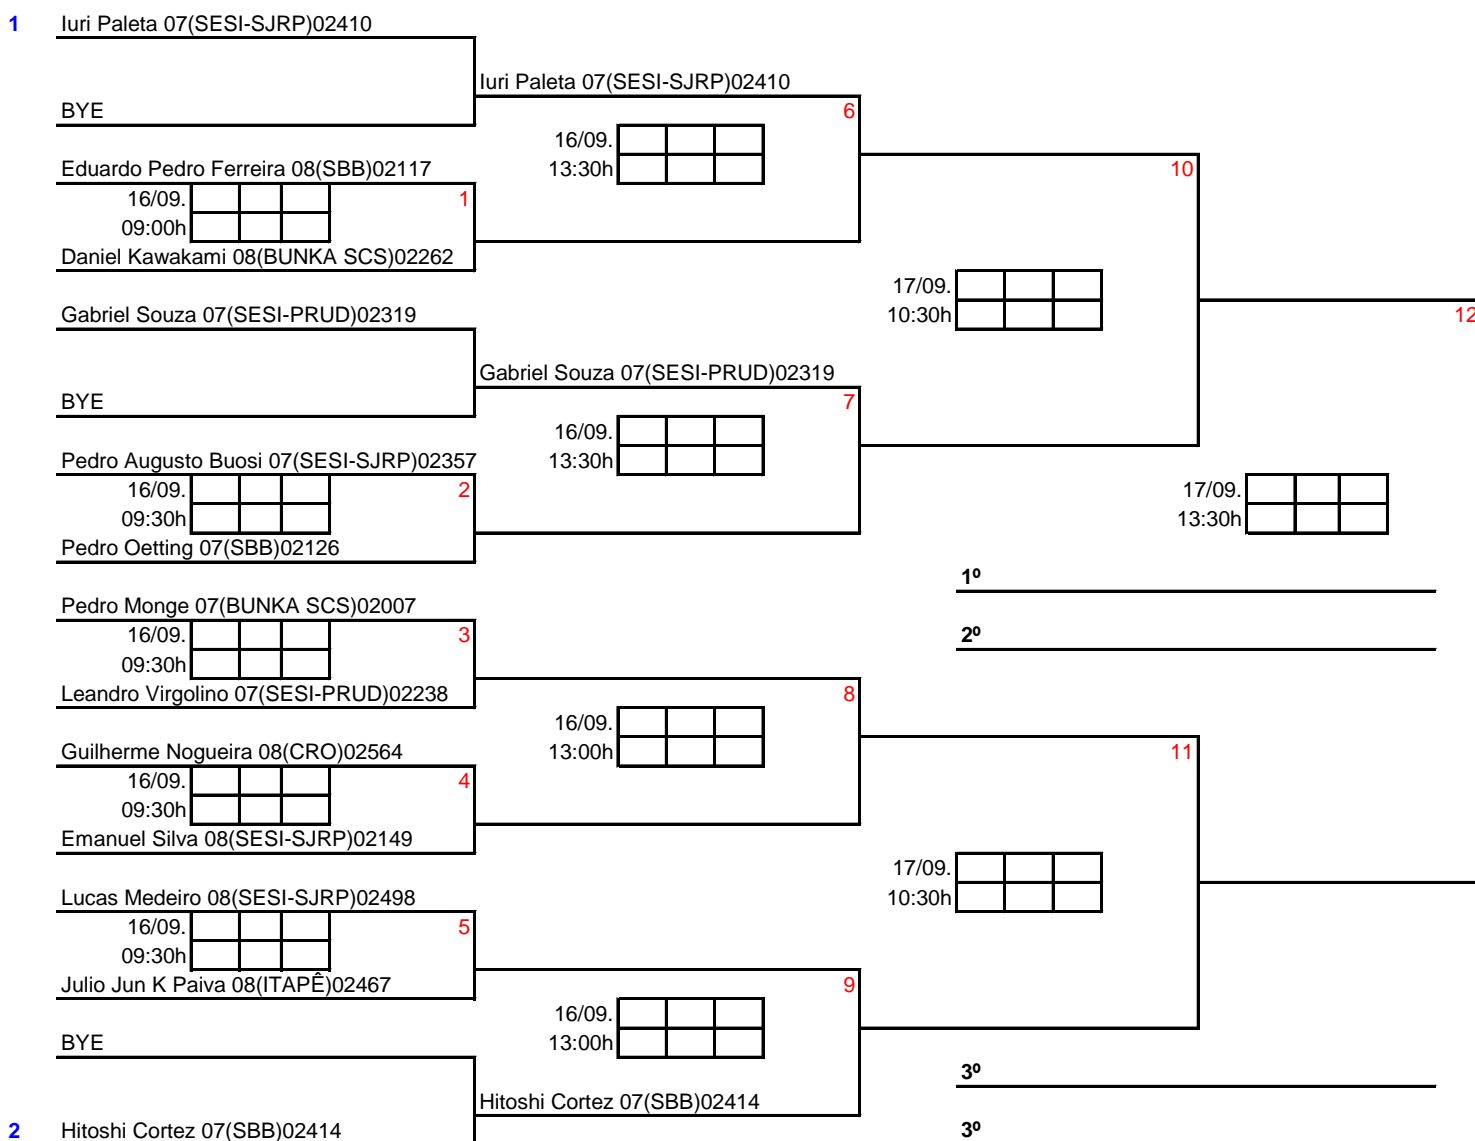 1 Iuri Paleta 07(SESI-SJRP)02410
Iuri Paleta 07(SESI-SJRP)02410
BYE
6
16/09.
13:30h
Eduardo Pedro Ferreira 08(SBB)02117
10
16/09.
1
09:00h
Daniel Kawakami 08(BUNKA SCS)02262
17/09.
10:30h
Gabriel Souza 07(SESI-PRUD)02319
12
Gabriel Souza 07(SESI-PRUD)02319
BYE
7
16/09.
13:30h
Pedro Augusto Buosi 07(SESI-SJRP)02357
16/09.
2
09:30h
17/09.
13:30h
Pedro Oetting 07(SBB)02126
1º
Pedro Monge 07(BUNKA SCS)02007
16/09.
3
2º
09:30h
Leandro Virgolino 07(SESI-PRUD)02238
8
16/09.
13:00h
Guilherme Nogueira 08(CRO)02564
11
16/09.
4
09:30h
Emanuel Silva 08(SESI-SJRP)02149
17/09.
10:30h
Lucas Medeiro 08(SESI-SJRP)02498
16/09.
5
09:30h
Julio Jun K Paiva 08(ITAPÊ)02467
9
16/09.
13:00h
BYE
3º
Hitoshi Cortez 07(SBB)02414
2 Hitoshi Cortez 07(SBB)02414
3º